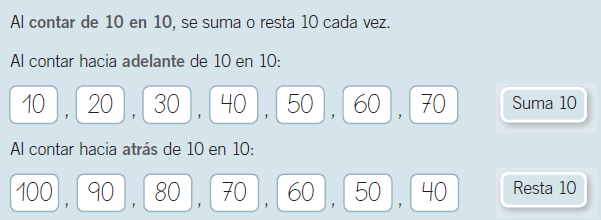 Al contar de 10 en 10, se suma o resta 10 cada vez.
Al contar hacia adelante de 10 en 10:
10, 20, 30, 40, 50, 60, 70 Suma 10
Al contar hacia atrás de 10 en 10:
100, 90, 80, 70, 60, 50, 40 Resta 10